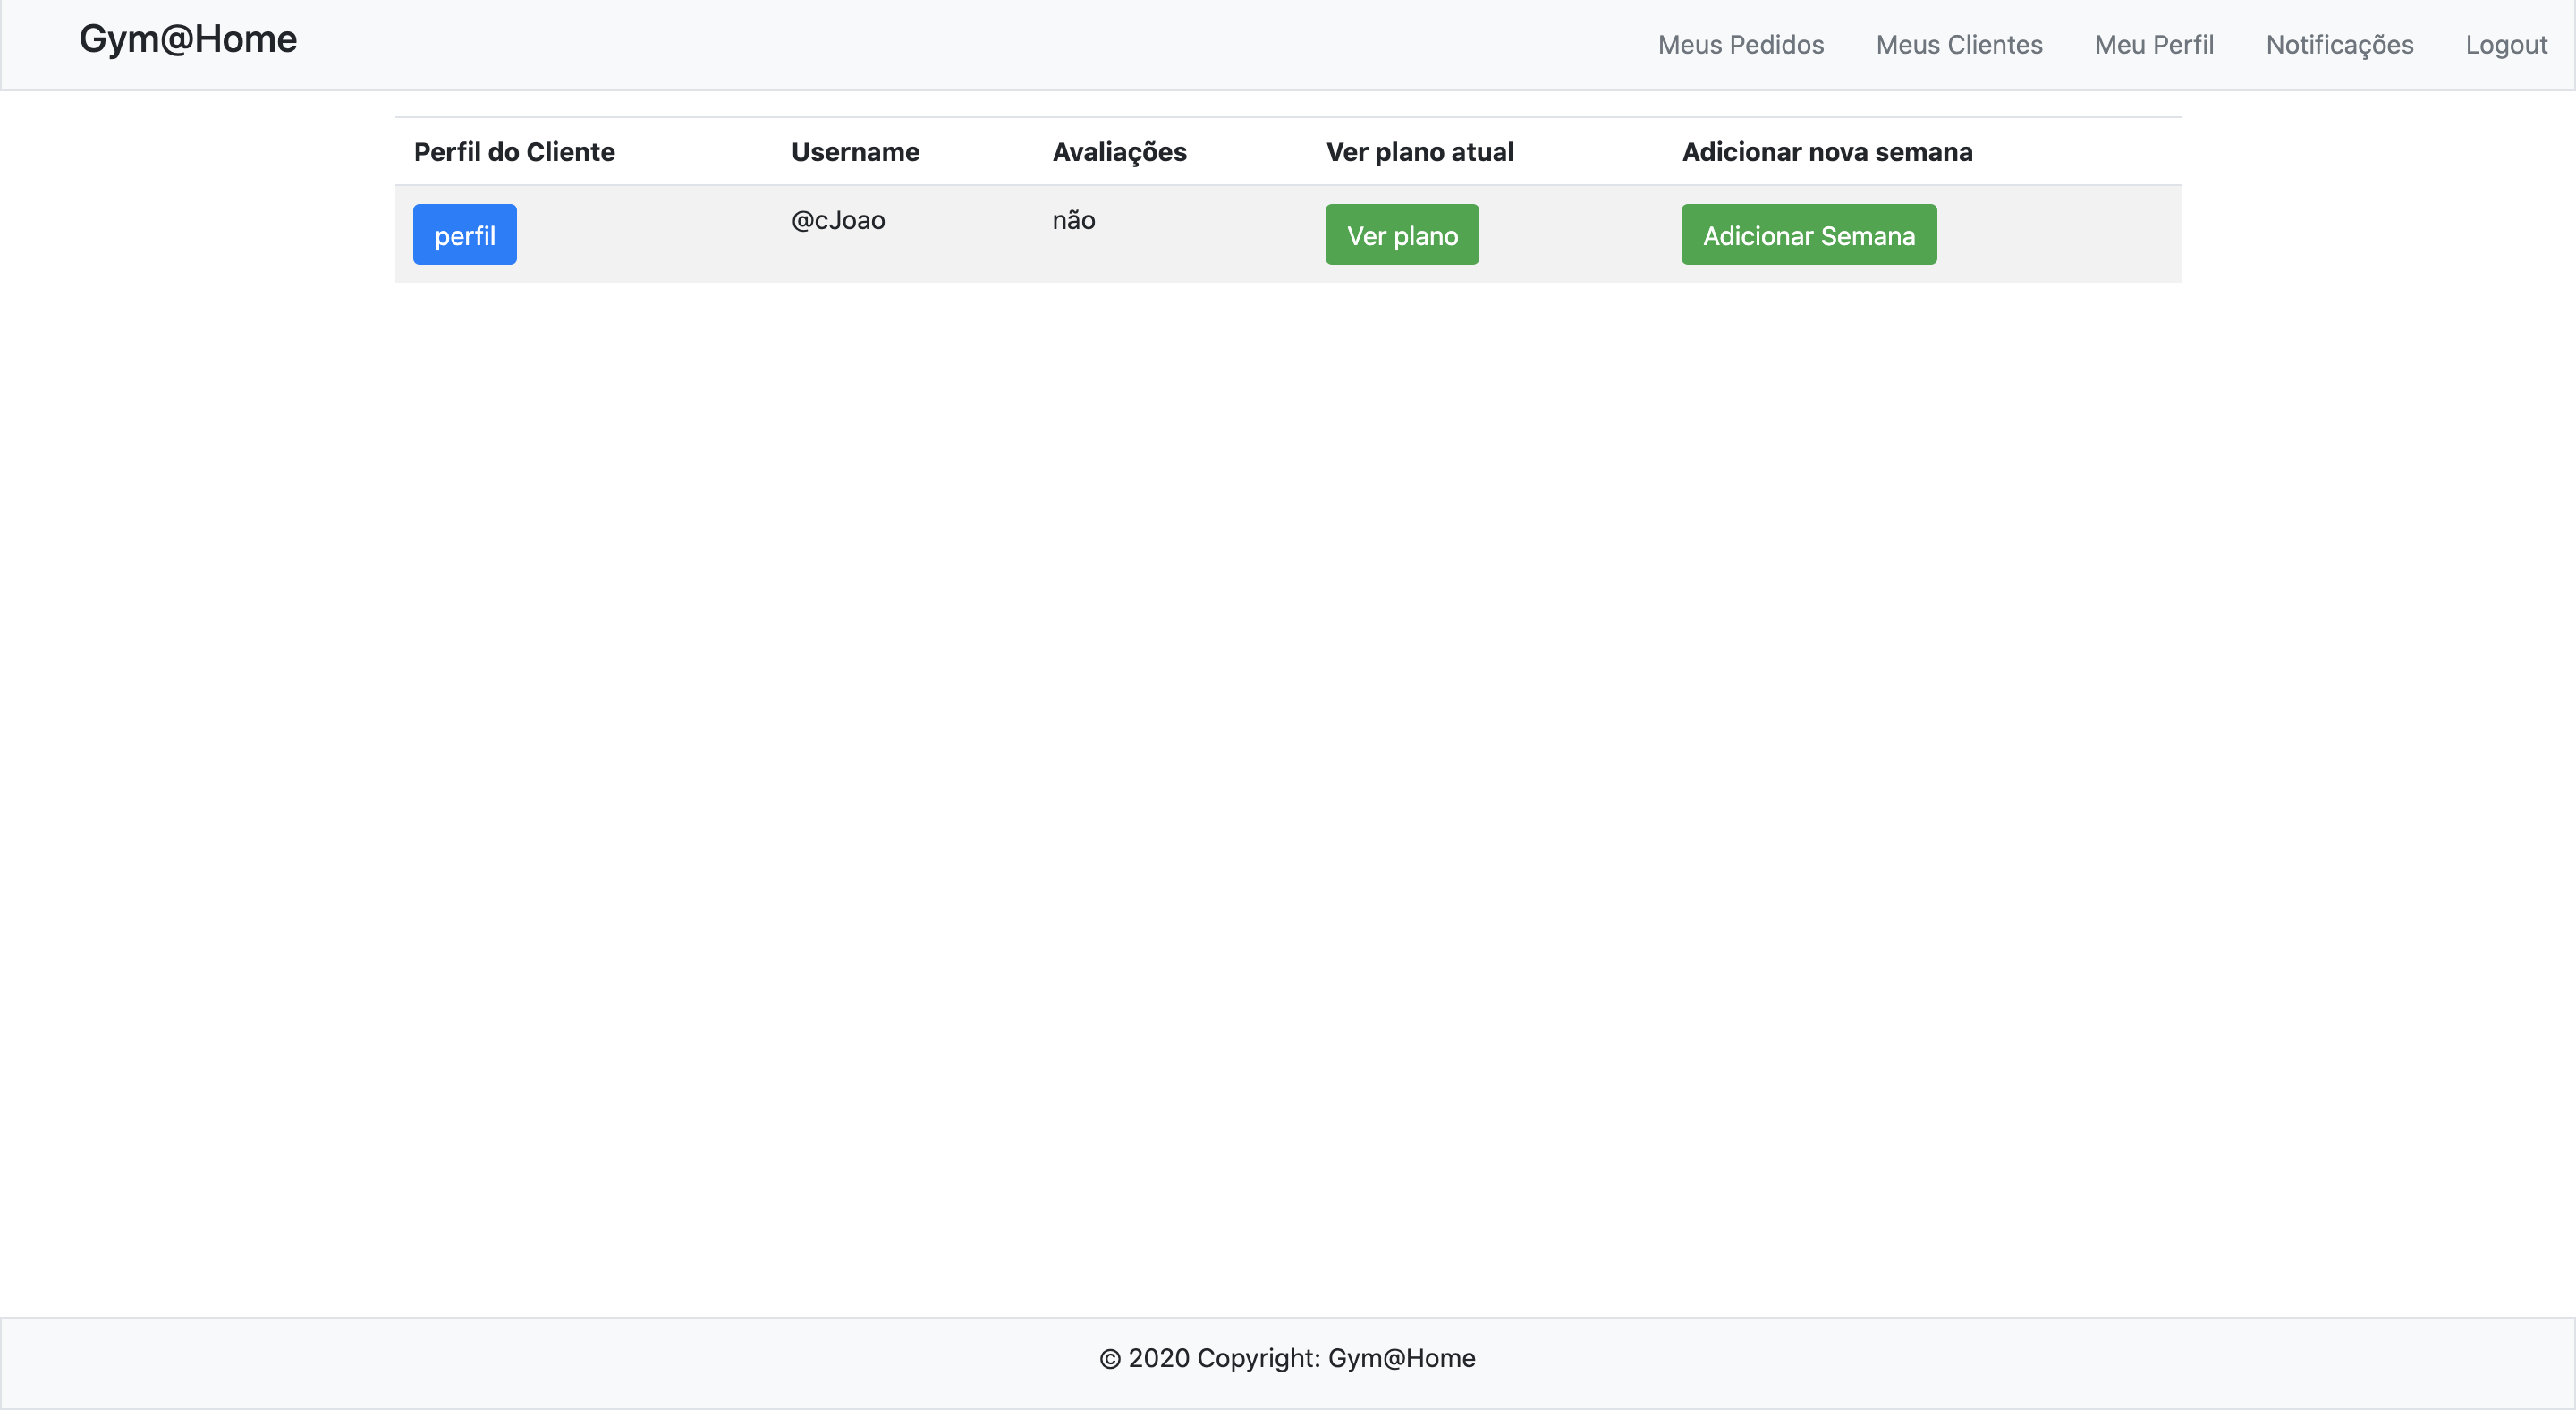 Gym@Home
Meus Pedidos Meus Clientes Meu Perfil Notificações Logout
Perfil do Cliente Username Avaliações Ver plano atual Adicionar nova semana
perfil @cJoao não Ver plano Adicionar Semana
© 2020 Copyright: Gym@Home